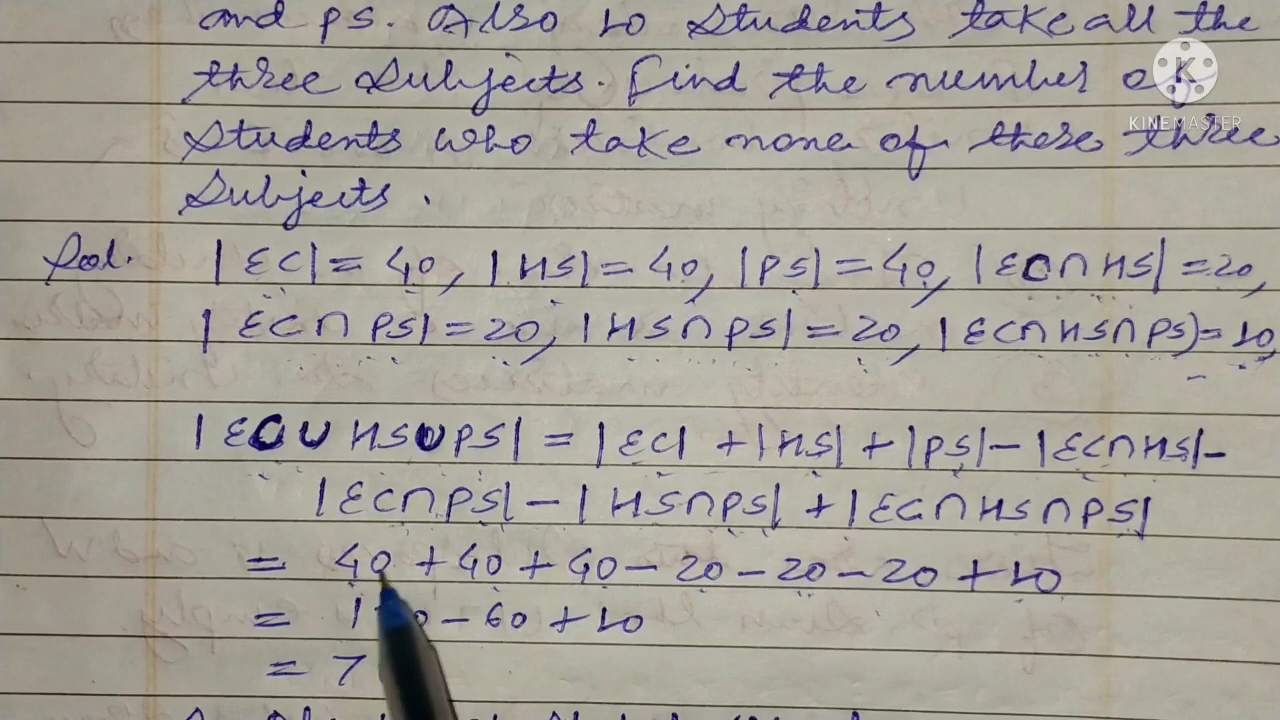 and PS. Also 10 students take all the
three subjects. Find the number of
K
KINEMASTER
students who take none of these three
subjects.
Sol. |EC| = 40, |HS| = 40, |PS| = 40, |EC∩HS| = 20,
|EC∩PS| = 20, |HS∩PS| = 20, |EC∩HS∩PS| = 10,
|EC∪HS∪PS| = |EC| + |HS| + |PS| - |EC∩HS| -
|EC∩PS| - |HS∩PS| + |EC∩HS∩PS|
= 40 + 40 + 40 - 20 - 20 - 20 + 10
= - 60 + 10
= 7